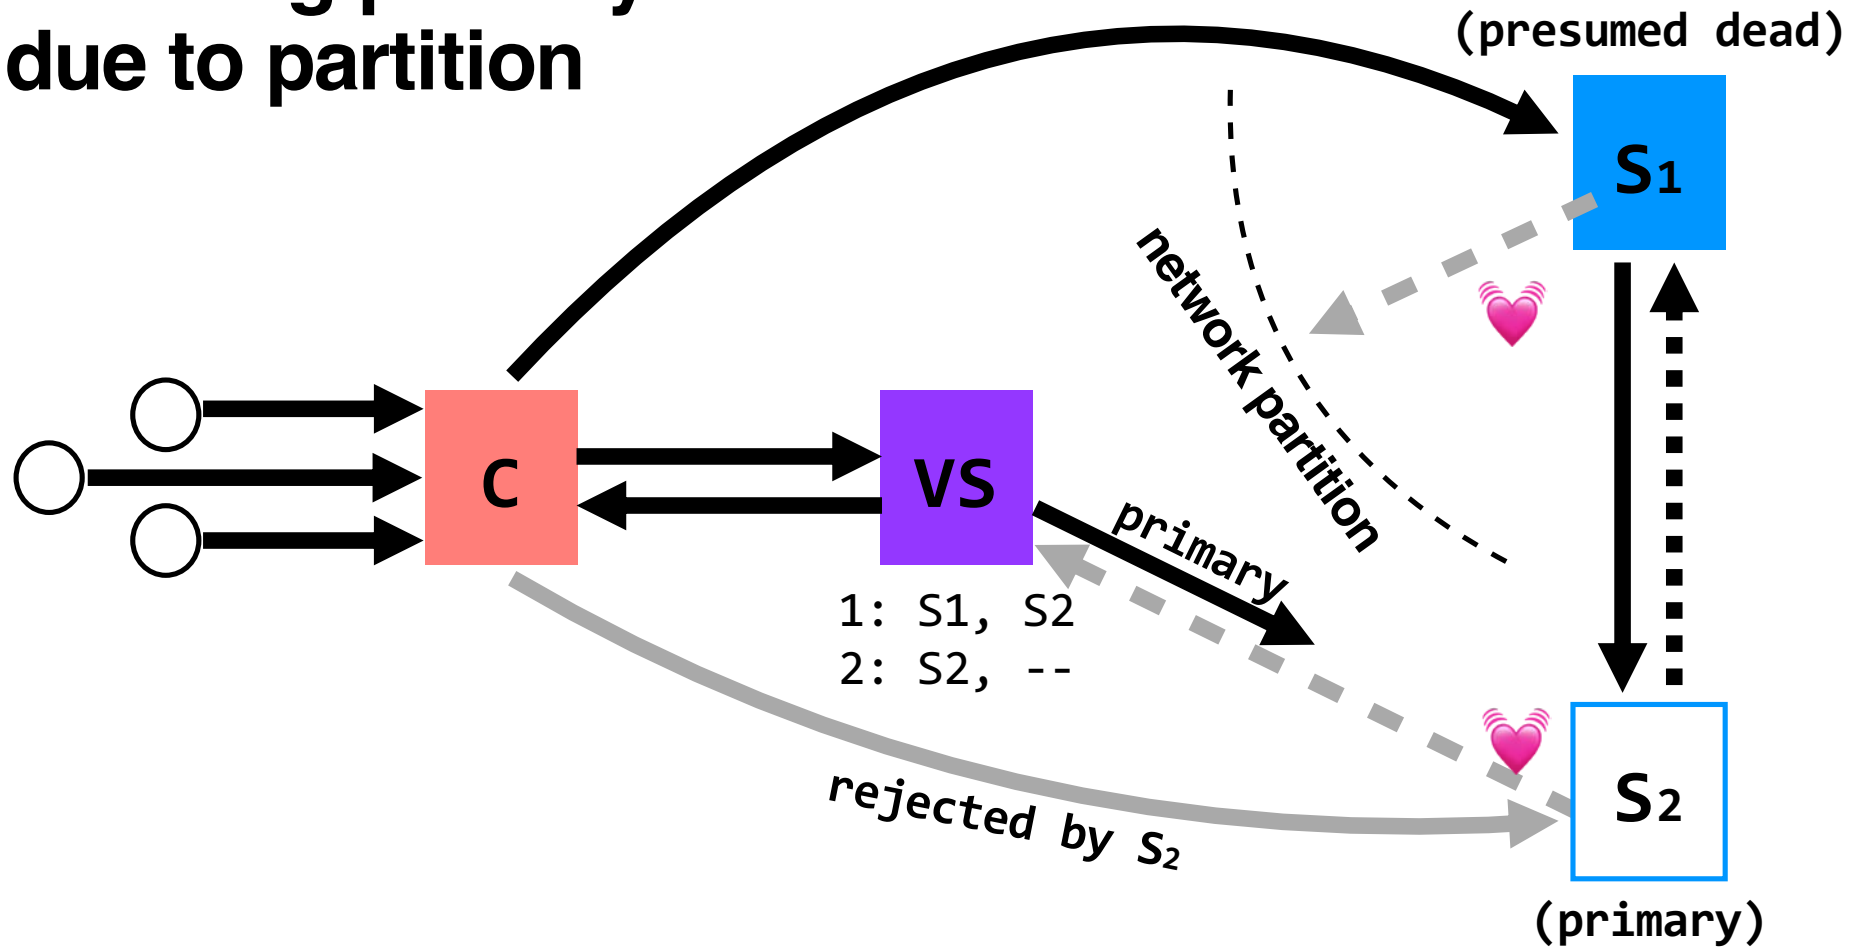 due to partition
(presumed dead)
S1
network partition
C
VS
primary
1: S1, S2
2: S2, --
rejected by S2
S2
(primary)